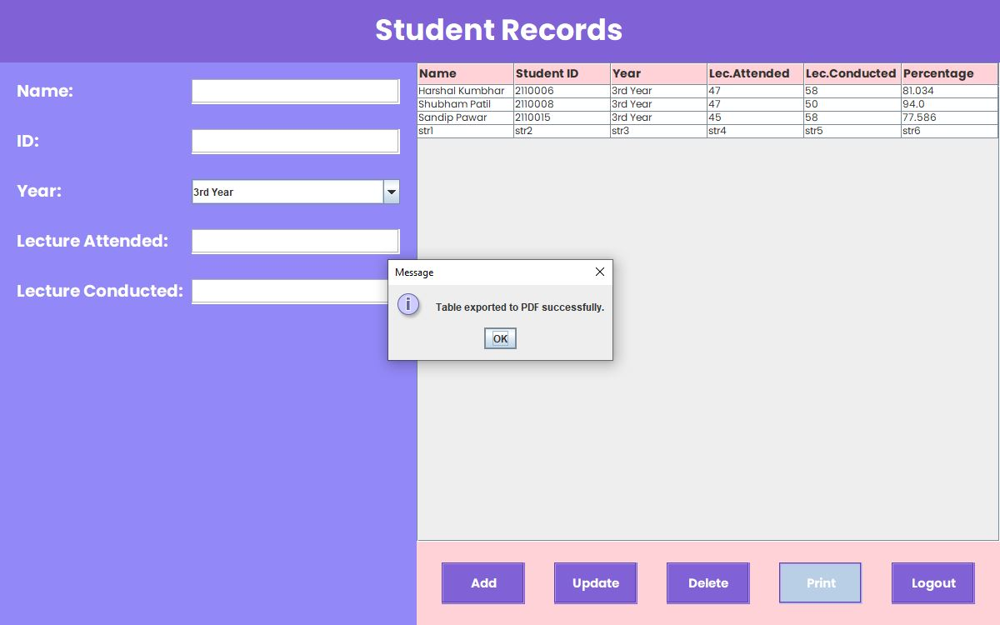 Student Records
Name:
ID:
Year:
3rd Year
Lecture Attended:
Lecture Conducted:
Name Student ID Year Lec.Attended Lec.Conducted Percentage
Harshal Kumbhar 2110006 3rd Year 47 58 81.034
Shubham Patil 2110008 3rd Year 47 50 94.0
Sandip Pawar 2110015 3rd Year 45 58 77.586
str1 str2 str3 str4 str5 str6
Message
Table exported to PDF successfully.
OK
Add Update Delete Print Logout